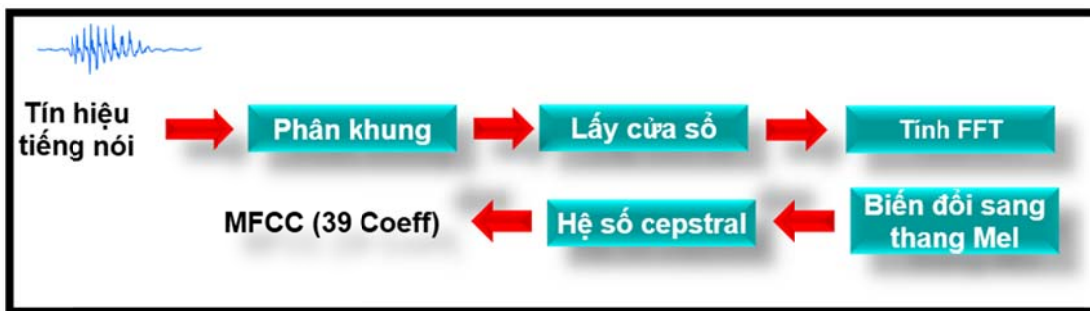 Tín hiệu
tiếng nói
Phân khung
Lấy cửa sổ
Tính FFT
Biến đổi sang
thang Mel
Hệ số cepstral
MFCC (39 Coeff)